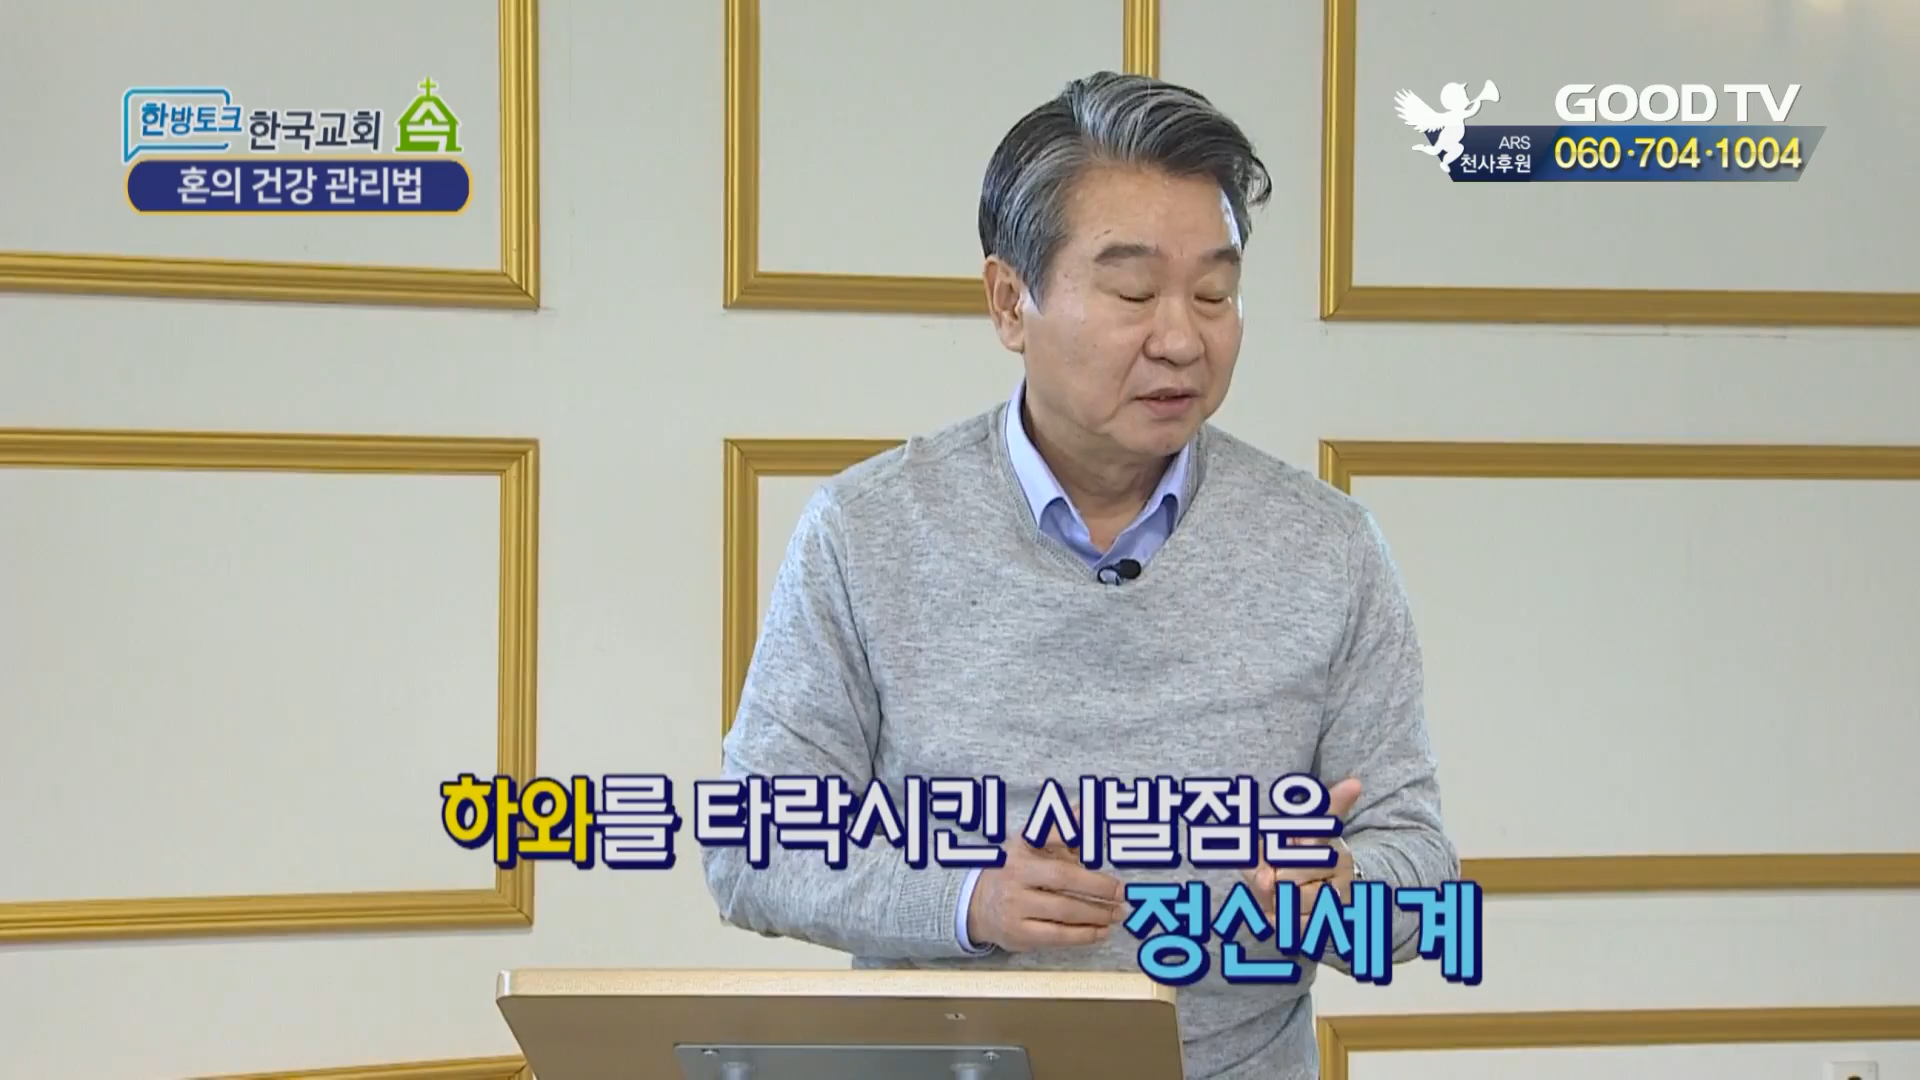 한방토크 한국교회 속
혼의 건강 관리법
GOODTV
ARS
천사후원
060·704·1004
하와를 타락시킨 시발점은
정신세계